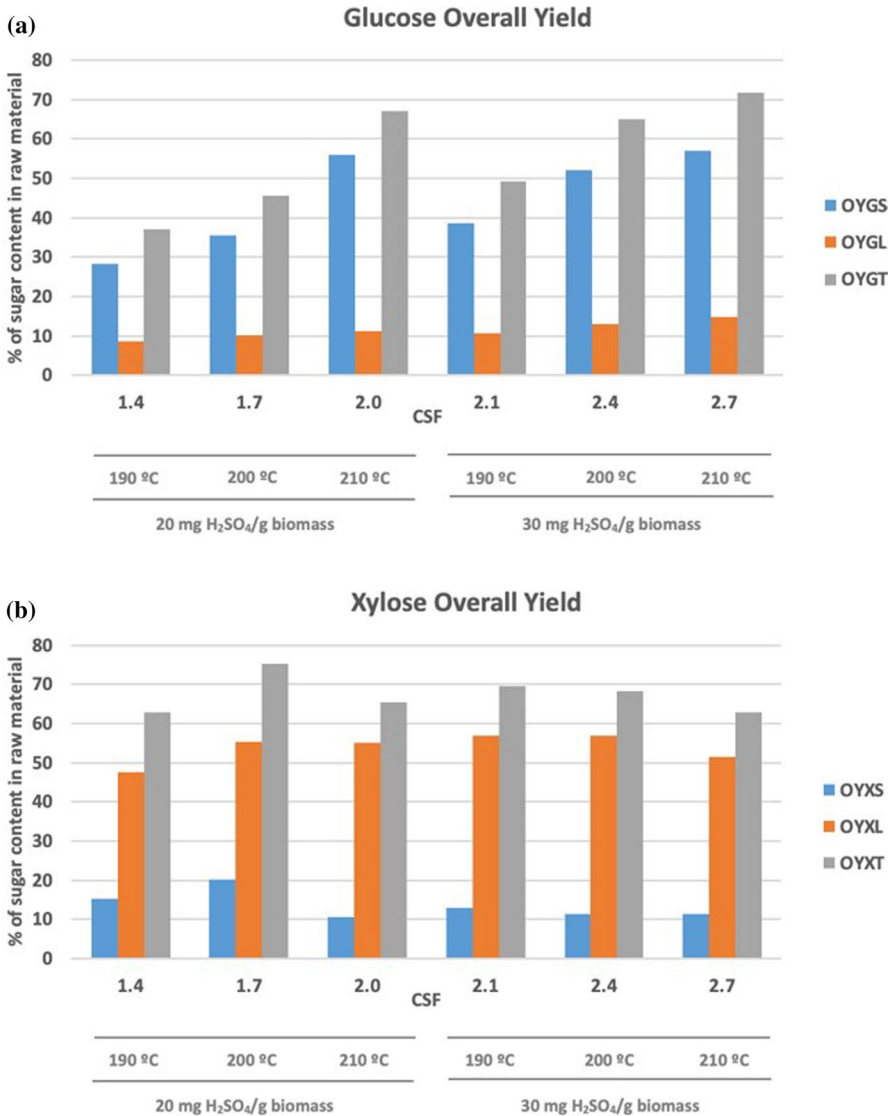 (a)
Glucose Overall Yield
% of sugar content in raw material
80
70
60
50
40
30
20
10
0
1.4 1.7 2.0 2.1 2.4 2.7
CSF
190 ºC 200 ºC 210 ºC 190 ºC 200 ºC 210 ºC
20 mg H₂SO₄/g biomass 30 mg H₂SO₄/g biomass
OYGS
OYGL
OYGT
(b)
Xylose Overall Yield
% of sugar content in raw material
80
70
60
50
40
30
20
10
0
1.4 1.7 2.0 2.1 2.4 2.7
CSF
190 ºC 200 ºC 210 ºC 190 ºC 200 ºC 210 ºC
20 mg H₂SO₄/g biomass 30 mg H₂SO₄/g biomass
OYXS
OYXL
OYXT